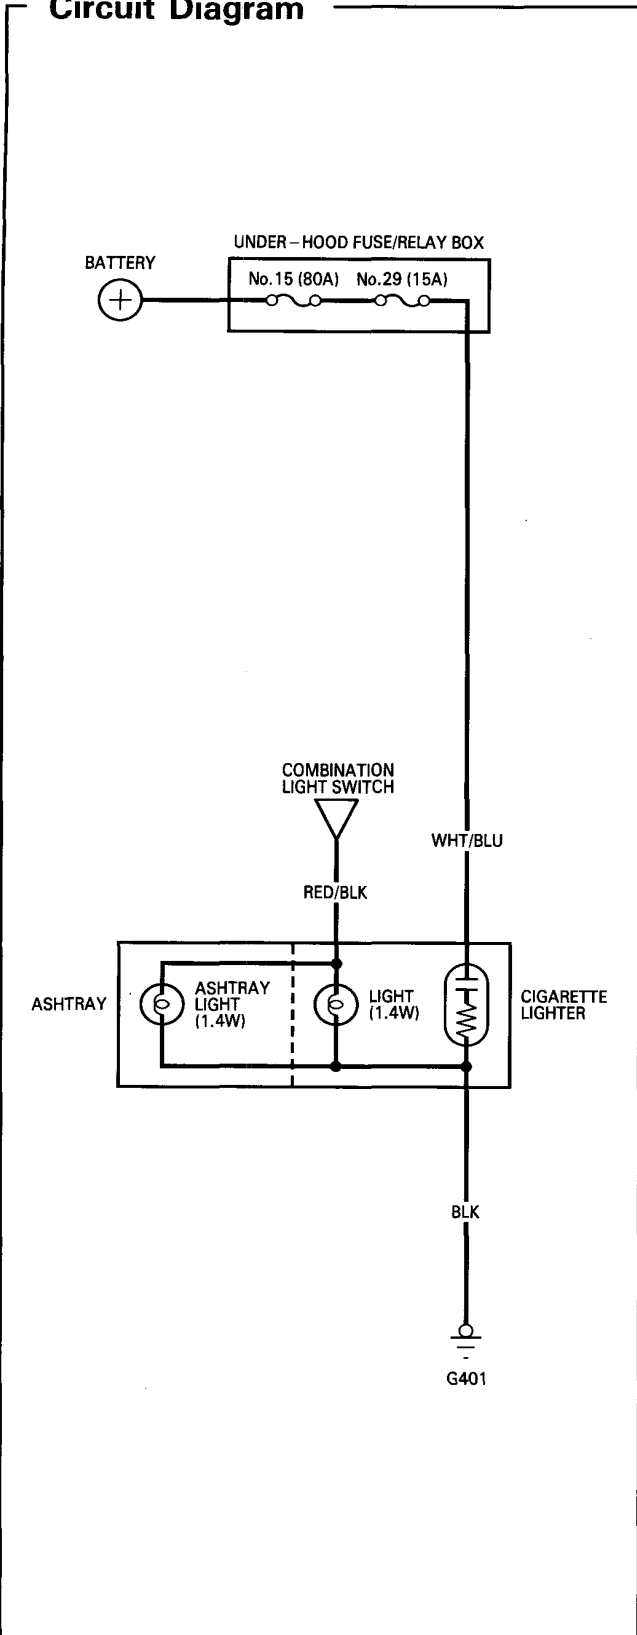 Circuit Diagram
UNDER–HOOD FUSE/RELAY BOX
BATTERY
No.15 (80A) No.29 (15A)
COMBINATION
LIGHT SWITCH
WHT/BLU
RED/BLK
ASHTRAY
ASHTRAY
LIGHT
(1.4W)
LIGHT
(1.4W)
CIGARETTE
LIGHTER
BLK
G401